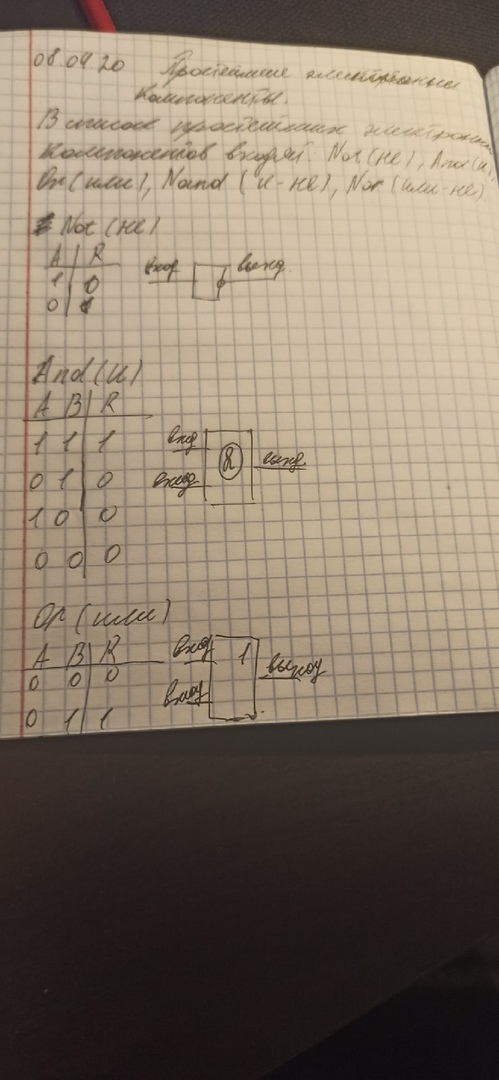 08.04 20 Простейшие электронные
компоненты.
В список простейших электронных
компонентов входят: Not (не), And (и),
Or (или), Nand (и-не), Nor (или-не)
Not (не)
A R
1 0
0 1
вход выход
And (и)
A B R
1 1 1
0 1 0
1 0 0
0 0 0
вход
вход
&
выход
Or (или)
A B R
0 0 0
0 1 1
вход
вход
1
выход